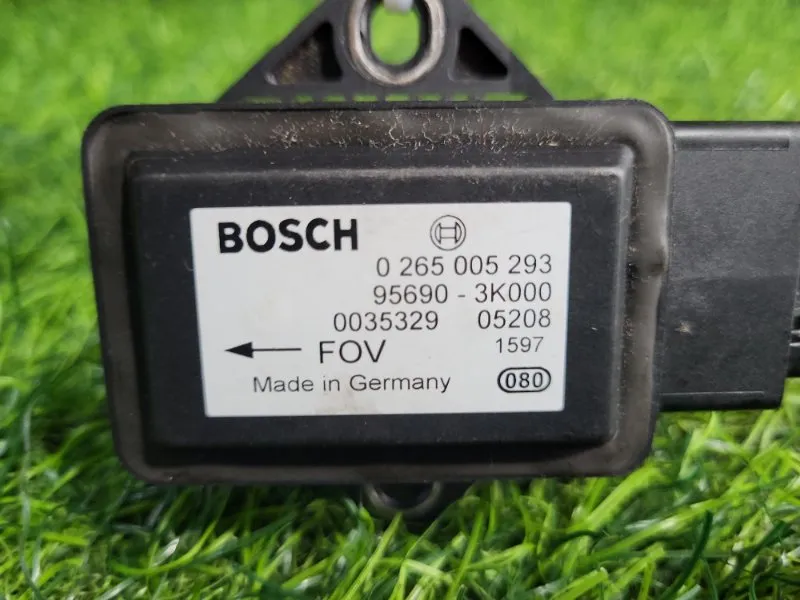 BOSCH
0 265 005 293
95690 - 3K000
0035329 05208
FOV 1597
Made in Germany 080